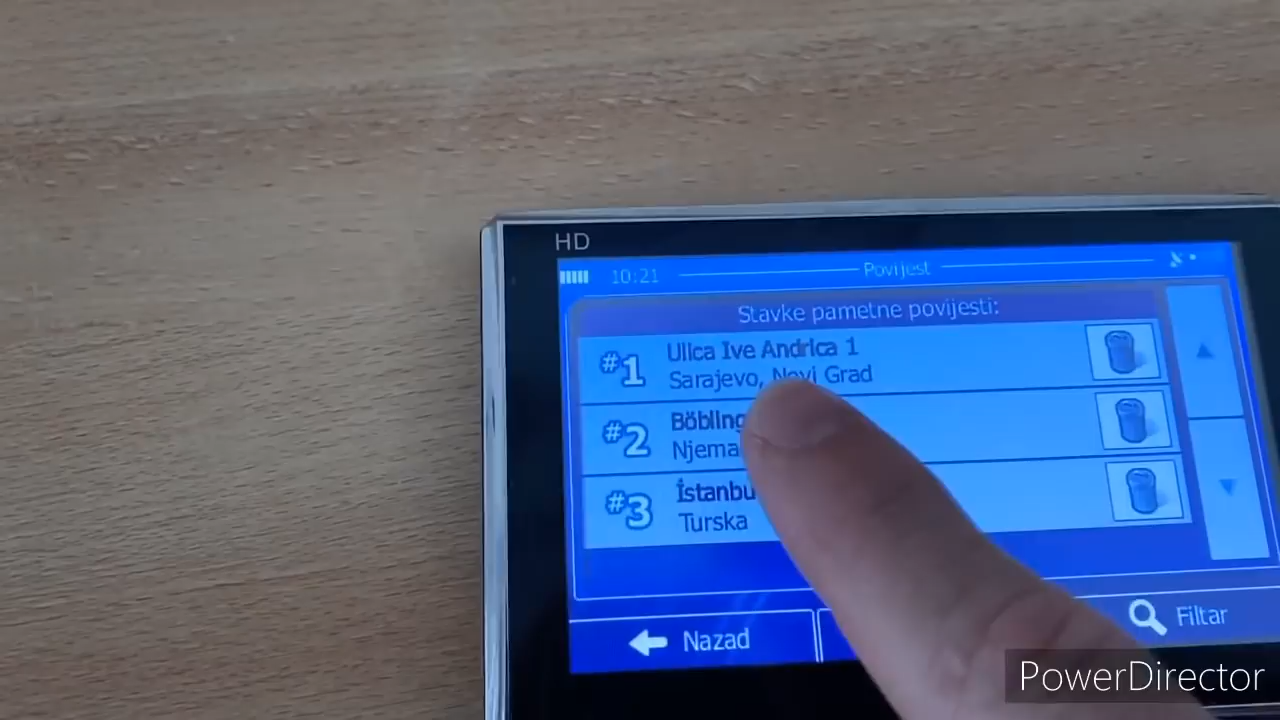 HD
10:21 Povijest
Stavke pametne povijesti:
#1 Ulica Ive Andrića 1
Sarajevo, Novi Grad
#2
#3
Turska
Nazad
Filtar
PowerDirector